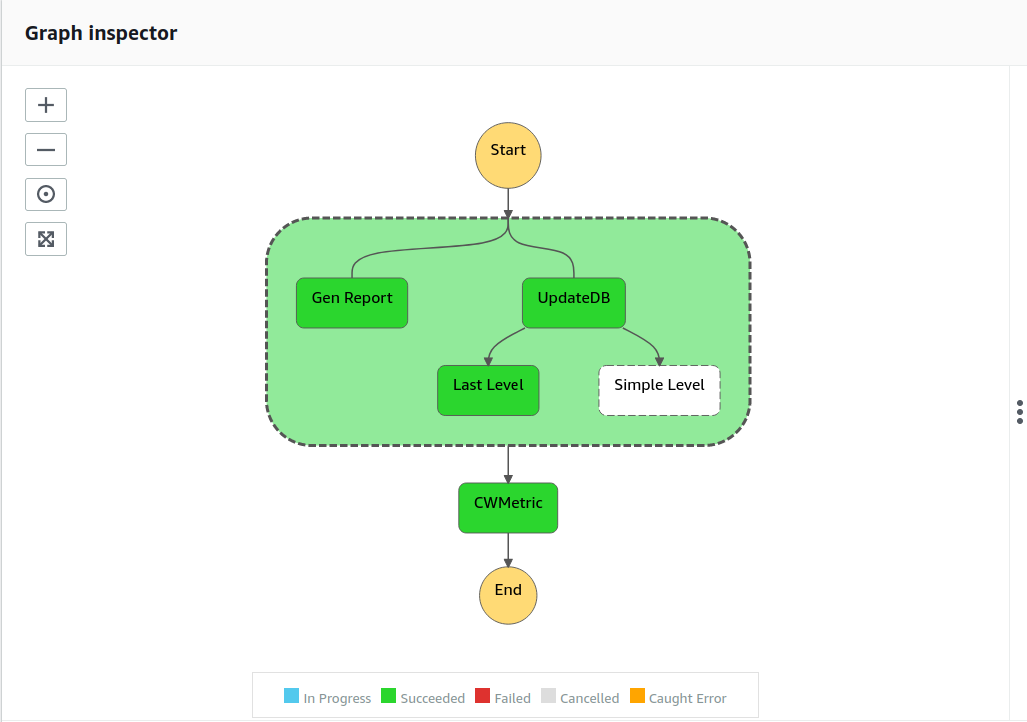 Graph inspector
Start
Gen Report
UpdateDB
Last Level
Simple Level
CWMetric
End
In Progress
Succeeded
Failed
Cancelled
Caught Error